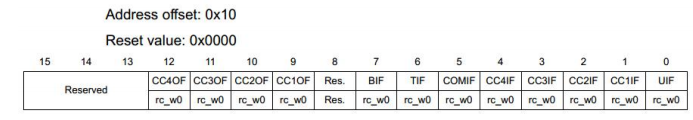 Address offset: 0x10
Reset value: 0x0000
15 14 13 12 11 10 9 8 7 6 5 4 3 2 1 0
Reserved CC4OF CC3OF CC2OF CC1OF Res. BIF TIF COMIF CC4IF CC3IF CC2IF CC1IF UIF
rc_w0 rc_w0 rc_w0 rc_w0 Res. rc_w0 rc_w0 rc_w0 rc_w0 rc_w0 rc_w0 rc_w0 rc_w0